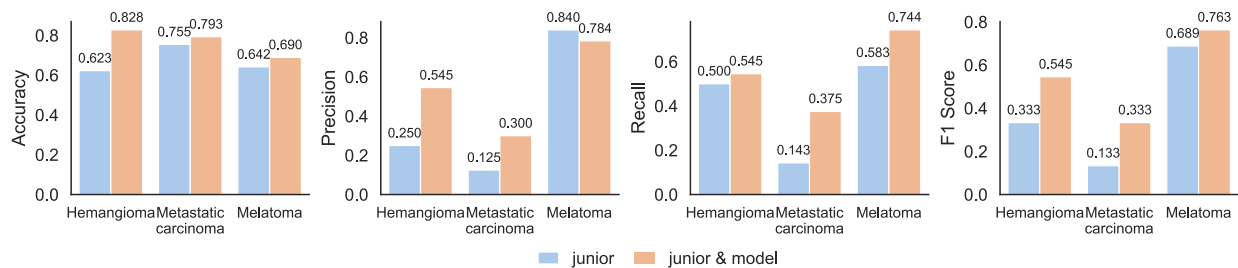 Accuracy
0.8
0.6
0.4
0.2
0.0
0.623
0.828
0.755
0.793
0.642
0.690
Hemangioma
Metastatic
carcinoma
Melatoma
Precision
0.8
0.6
0.4
0.2
0.0
0.250
0.545
0.125
0.300
0.840
0.784
Hemangioma
Metastatic
carcinoma
Melatoma
Recall
0.6
0.4
0.2
0.0
0.500
0.545
0.143
0.375
0.583
0.744
Hemangioma
Metastatic
carcinoma
Melatoma
F1 Score
0.8
0.6
0.4
0.2
0.0
0.333
0.545
0.133
0.333
0.689
0.763
Hemangioma
Metastatic
carcinoma
Melatoma
junior
junior & model